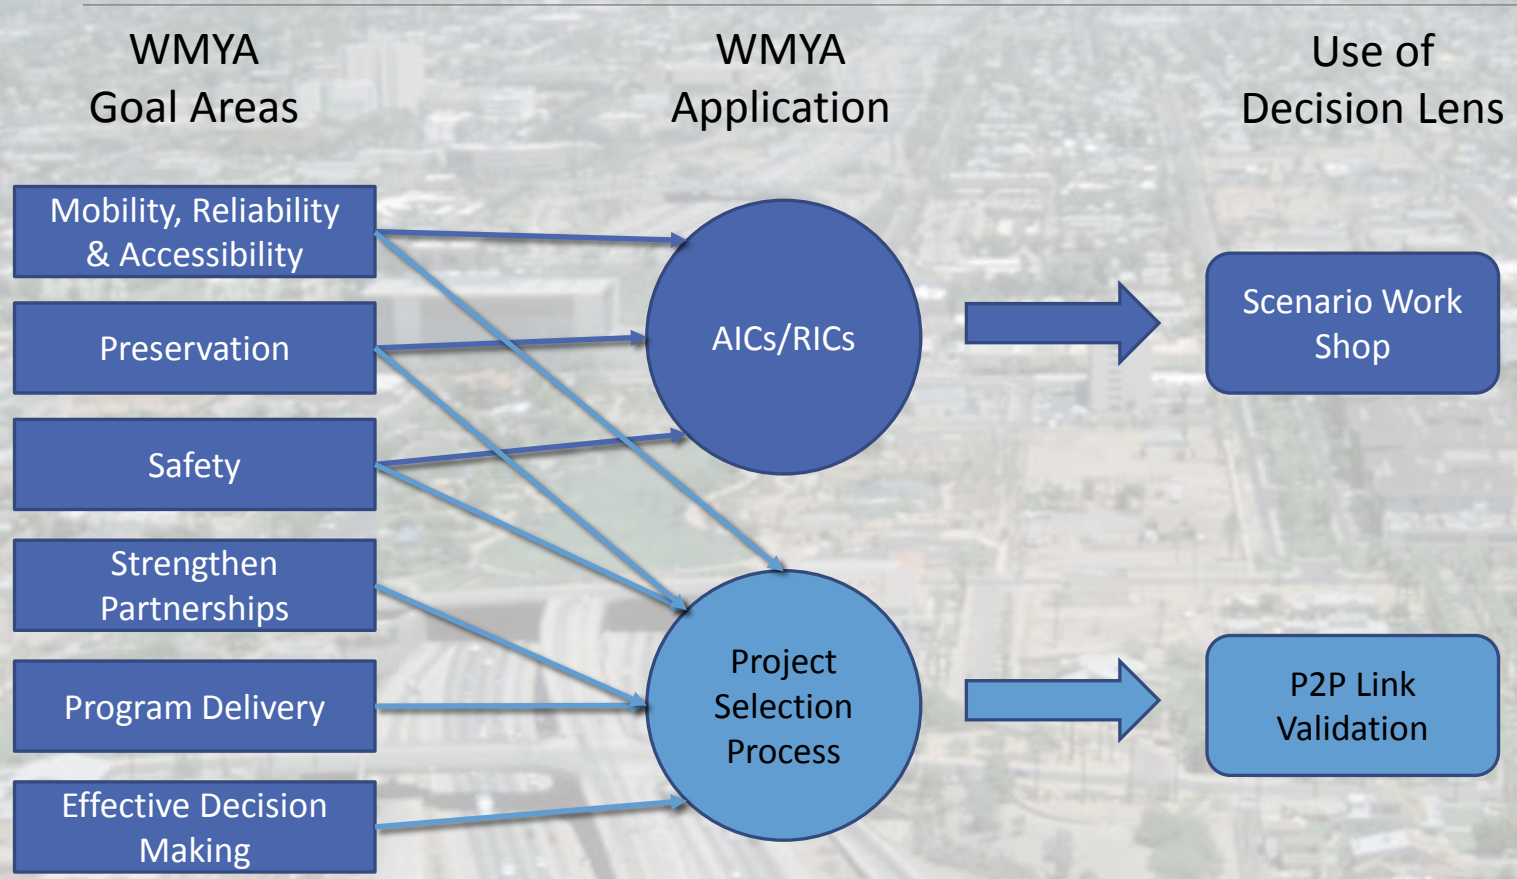 WMYA
Goal Areas
WMYA
Application
Use of
Decision Lens
Mobility, Reliability
& Accessibility
Preservation
Safety
Strengthen
Partnerships
Program Delivery
Effective Decision
Making
AICs/RICs
Project
Selection
Process
Scenario Work
Shop
P2P Link
Validation